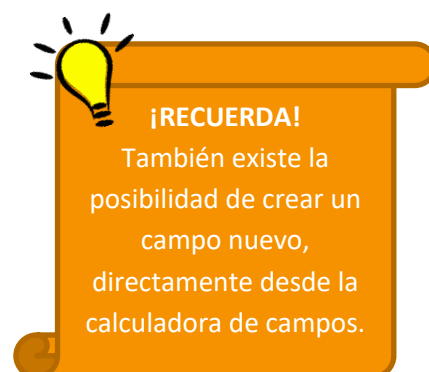 ¡RECUERDA!
También existe la
posibilidad de crear un
campo nuevo,
directamente desde la
calculadora de campos.